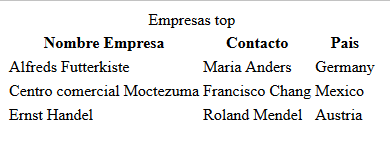 Empresas top
Nombre Empresa Contacto Pais
Alfreds Futterkiste Maria Anders Germany
Centro comercial Moctezuma Francisco Chang Mexico
Ernst Handel Roland Mendel Austria